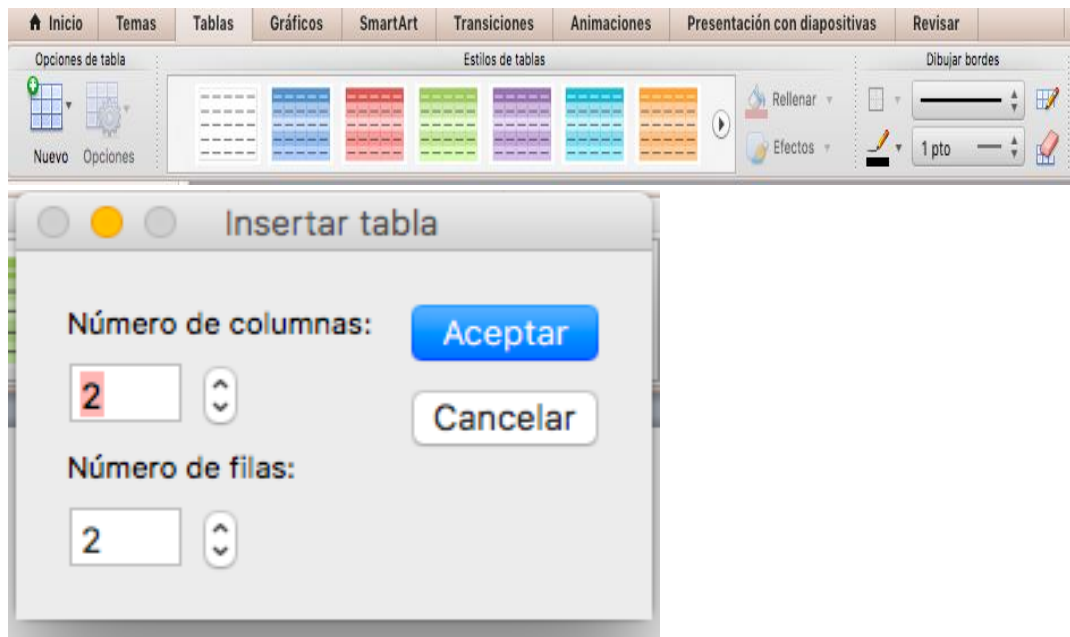 Inicio Temas Tablas Gráficos SmartArt Transiciones Animaciones Presentación con diapositivas Revisar
Opciones de tabla Estilos de tablas Dibujar bordes
Rellenar
Nuevo Opciones Efectos 1 pto
Insertar tabla
Número de columnas: Aceptar
2
Cancelar
Número de filas:
2